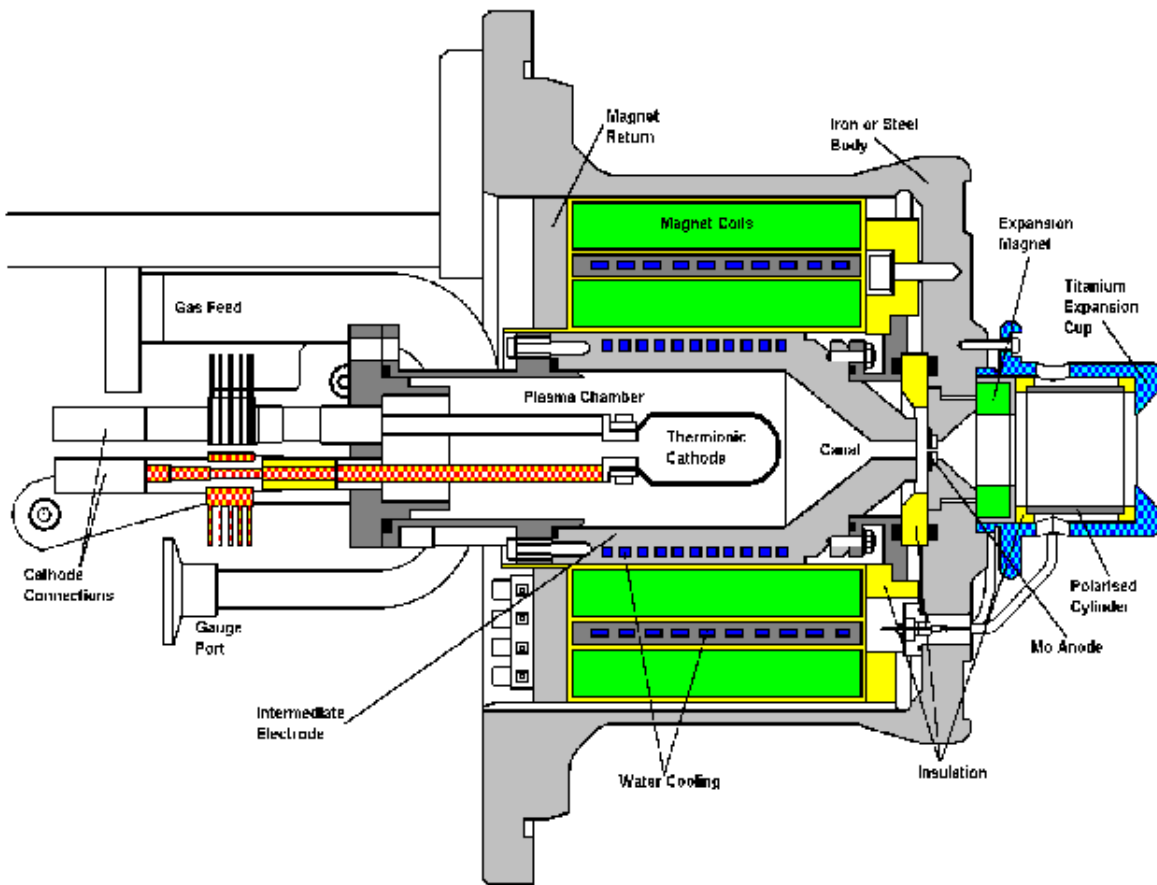 Magnet
Return
Iron or Steel
Body
Magnet Coils
Expansion
Magnet
Titanium
Expansion
Cup
Gas Feed
Plasma Chamber
Thermionic
Cathode
Canal
Cathode
Connections
Gauge
Port
Polarised
Cylinder
Mo Anode
Intermediate
Electrode
Water Cooling
Insulation